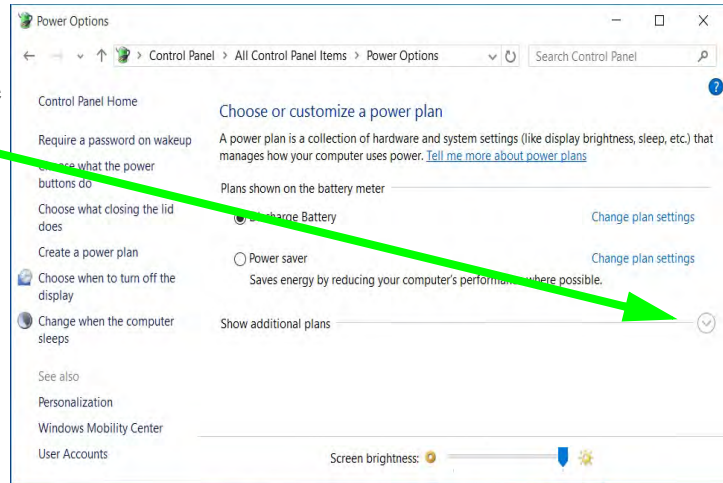 Power Options
Control Panel > All Control Panel Items > Power Options
Search Control Panel
?
Control Panel Home
Require a password on wakeup
Choose what the power
buttons do
Choose what closing the lid
does
Create a power plan
Choose when to turn off the
display
Change when the computer
sleeps
See also
Personalization
Windows Mobility Center
User Accounts
Choose or customize a power plan
A power plan is a collection of hardware and system settings (like display brightness, sleep, etc.) that
manages how your computer uses power. Tell me more about power plans
Plans shown on the battery meter
Discharge Battery
Change plan settings
Power saver
Change plan settings
Saves energy by reducing your computer's performance where possible.
Show additional plans
Screen brightness: